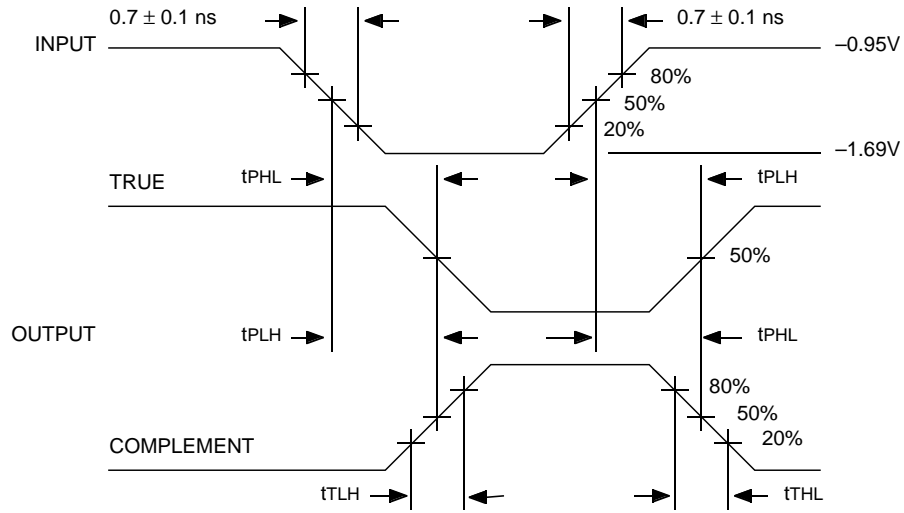 0.7 ± 0.1 ns
0.7 ± 0.1 ns
INPUT
–0.95V
80%
50%
20%
–1.69V
tPHL
tPLH
TRUE
50%
OUTPUT
tPLH
tPHL
80%
50%
20%
COMPLEMENT
tTLH
tTHL